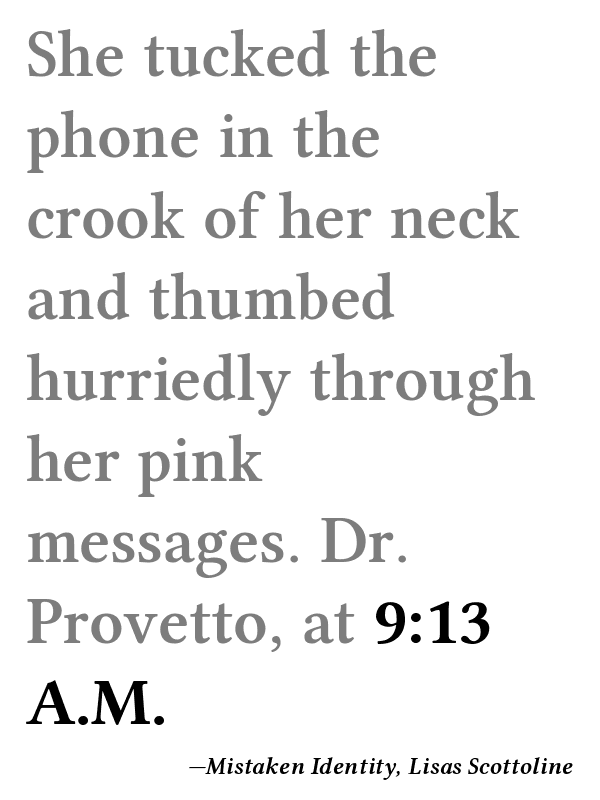 She tucked the
phone in the
crook of her neck
and thumbed
hurriedly through
her pink
messages. Dr.
Provetto, at 9:13
A.M.
—Mistaken Identity, Lisas Scottoline